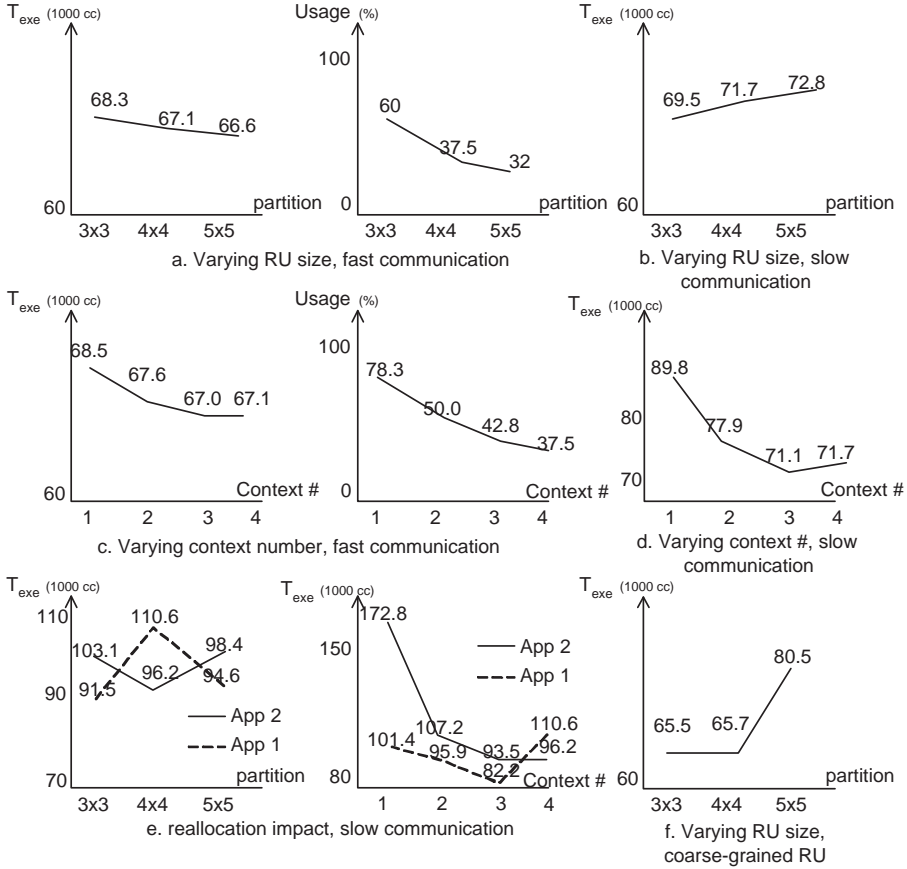 T_exe (1000 cc)
68.3
67.1
66.6
60
partition
3x3 4x4 5x5
Usage (%)
100
60
37.5
32
0
partition
3x3 4x4 5x5
a. Varying RU size, fast communication
T_exe (1000 cc)
69.5
71.7
72.8
60
partition
3x3 4x4 5x5
b. Varying RU size, slow
communication
T_exe (1000 cc)
68.5
67.6
67.0
67.1
60
Context #
1 2 3 4
Usage (%)
100
78.3
50.0
42.8
37.5
0
Context #
1 2 3 4
c. Varying context number, fast communication
T_exe (1000 cc)
89.8
80
77.9
71.1
71.7
70
Context #
1 2 3 4
d. Varying context #, slow
communication
T_exe (1000 cc)
110
110.6
103.1
98.4
96.2
94.6
91.5
90
App 2
App 1
70
partition
3x3 4x4 5x5
T_exe (1000 cc)
172.8
150
App 2
App 1
107.2
110.6
101.4
95.9
93.5
96.2
82.2
80
Context #
1 2 3 4
e. reallocation impact, slow communication
T_exe (1000 cc)
80.5
65.5
65.7
60
partition
3x3 4x4 5x5
f. Varying RU size,
coarse-grained RU